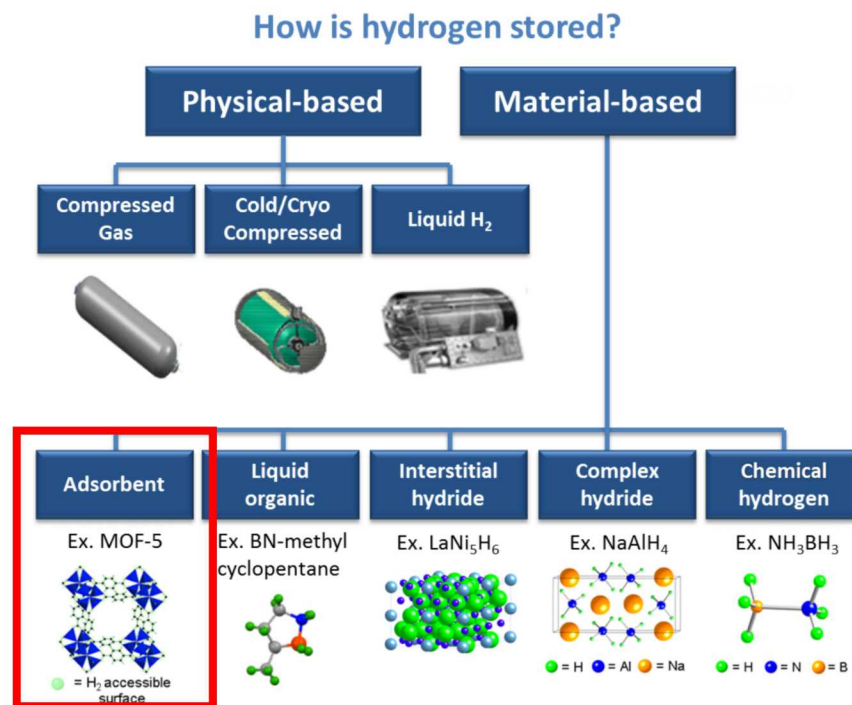 How is hydrogen stored?
Physical-based
Material-based
Compressed
Gas
Cold/Cryo
Compressed
Liquid H₂
Adsorbent
Liquid
organic
Interstitial
hydride
Complex
hydride
Chemical
hydrogen
Ex. MOF-5
Ex. BN-methyl
cyclopentane
Ex. LaNi₅H₆
Ex. NaAlH₄
Ex. NH₃BH₃
= H₂ accessible
surface
= H = Al = Na
= H = N = B